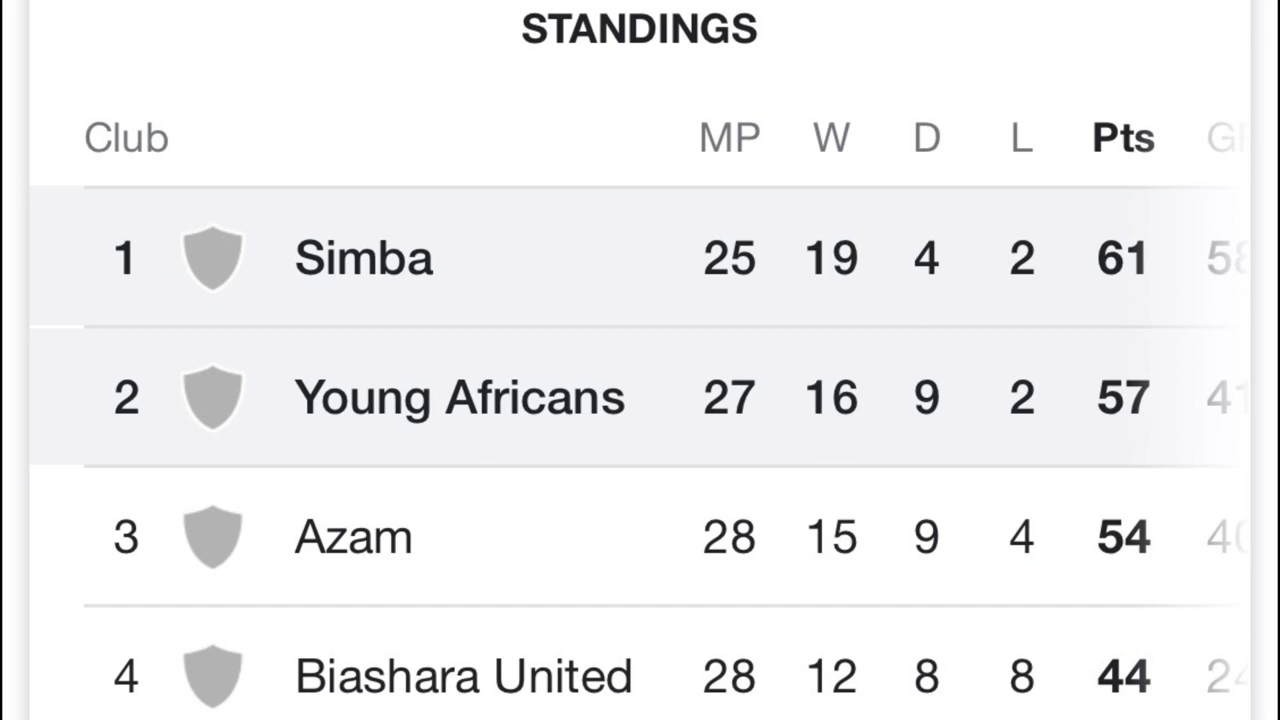 STANDINGS
Club MP W D L Pts
1 Simba 25 19 4 2 61
2 Young Africans 27 16 9 2 57
3 Azam 28 15 9 4 54
4 Biashara United 28 12 8 8 44